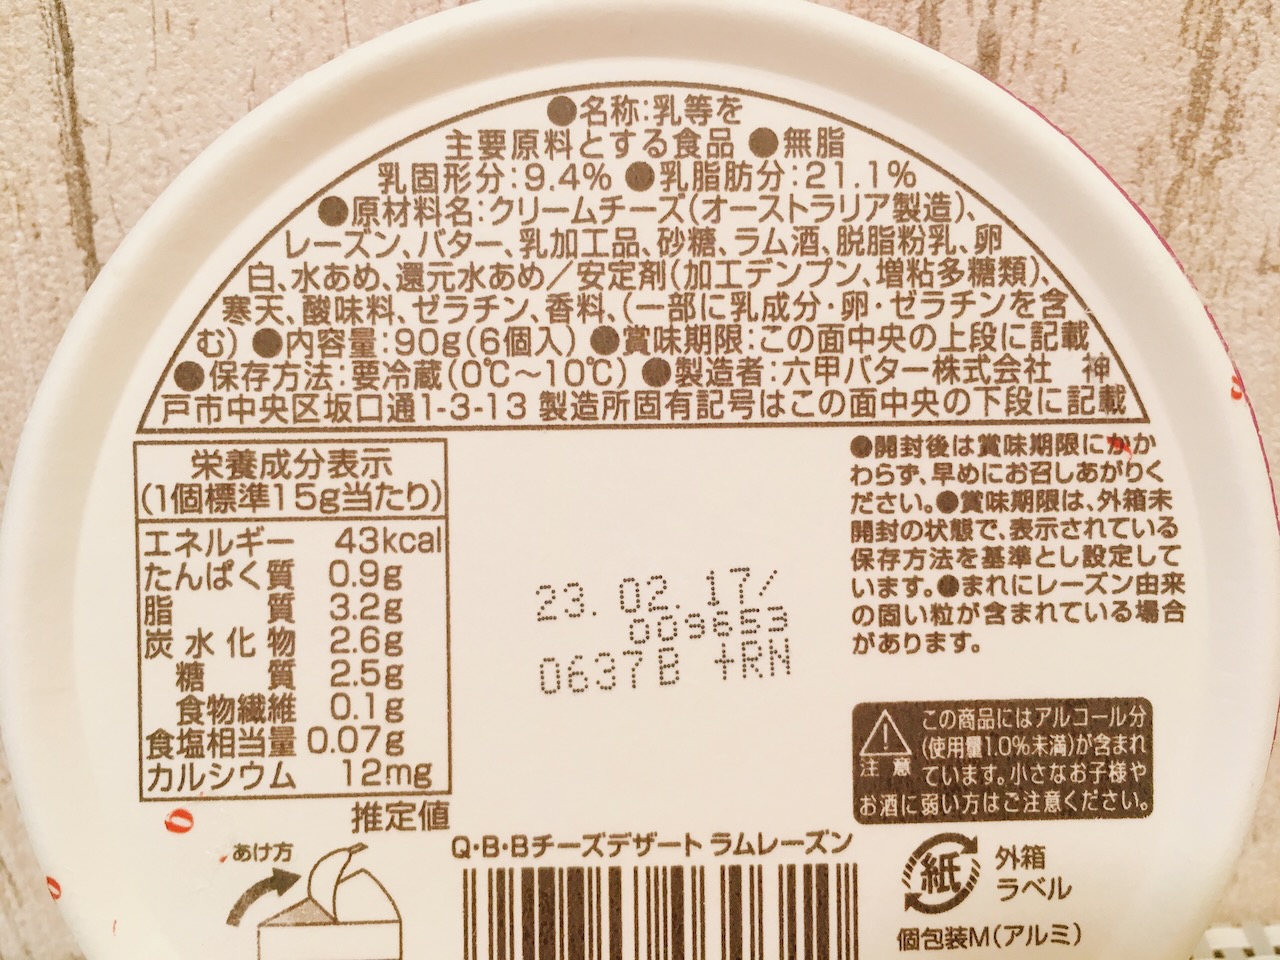 ●名称:乳等を
主要原料とする食品 ●無脂
乳固形分:9.4% ●乳脂肪分:21.1%
●原材料名:クリームチーズ(オーストラリア製造)、
レーズン、バター、乳加工品、砂糖、ラム酒、脱脂粉乳、卵
白、水あめ、還元水あめ/安定剤(加工デンプン、増粘多糖類)、
寒天、酸味料、ゼラチン、香料、(一部に乳成分・卵・ゼラチンを含
む) ●内容量:90g(6個入) ●賞味期限:この面中央の上段に記載
●保存方法:要冷蔵(0℃〜10℃) ●製造者:六甲バター株式会社 神
戸市中央区坂口通1-3-13 製造所固有記号はこの面中央の下段に記載
栄養成分表示
(1個標準15g当たり)
エネルギー 43kcal
たんぱく質 0.9g
脂質 3.2g
炭水化物 2.6g
糖質 2.5g
食物繊維 0.1g
食塩相当量 0.07g
カルシウム 12mg
推定値
23. 02. 17/
009653
0637B +RN
●開封後は賞味期限にかか
わらず、早めにお召しあがりく
ださい。●賞味期限は、外箱未
開封の状態で、表示されている
保存方法を基準とし設定して
います。●まれにレーズン由来
の固い粒が含まれている場合
があります。
注意
この商品にはアルコール分
(使用量1.0%未満)が含まれ
ています。小さなお子様や
お酒に弱い方はご注意ください。
あけ方
Q・B・Bチーズデザート ラムレーズン
紙
外箱
ラベル
個包装M(アルミ)